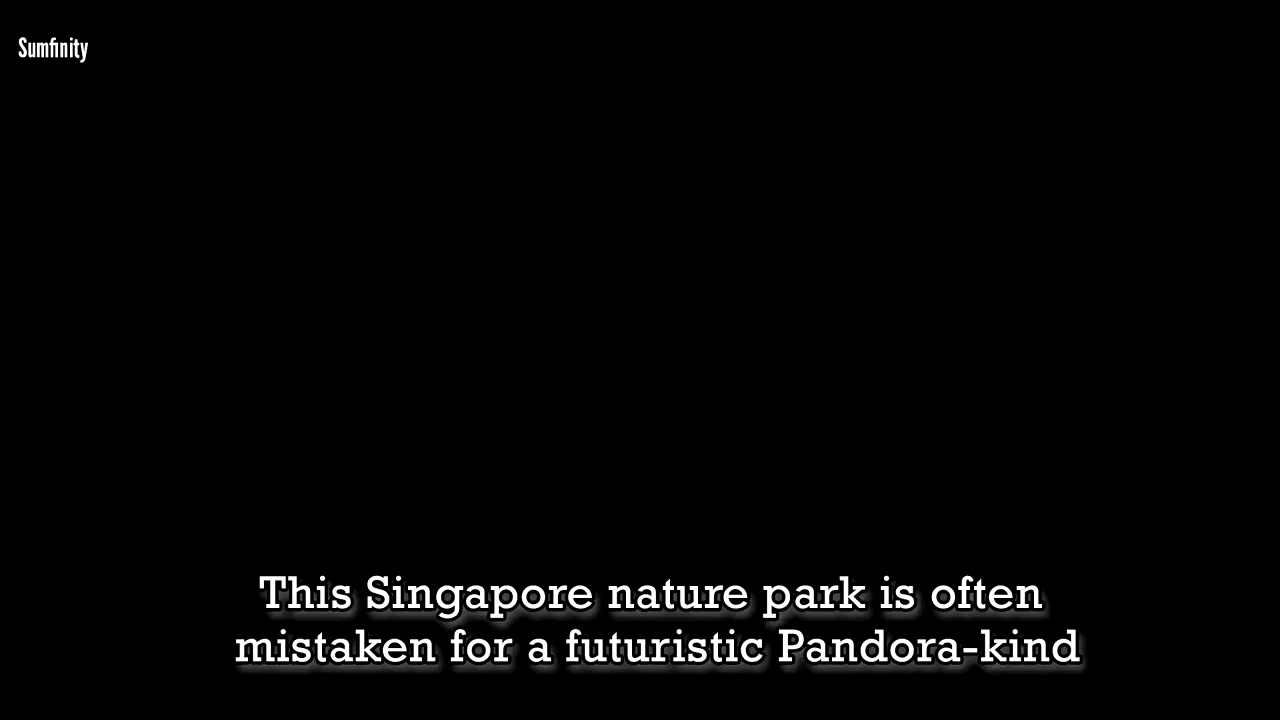 Sumfinity
This Singapore nature park is often
mistaken for a futuristic Pandora-kind